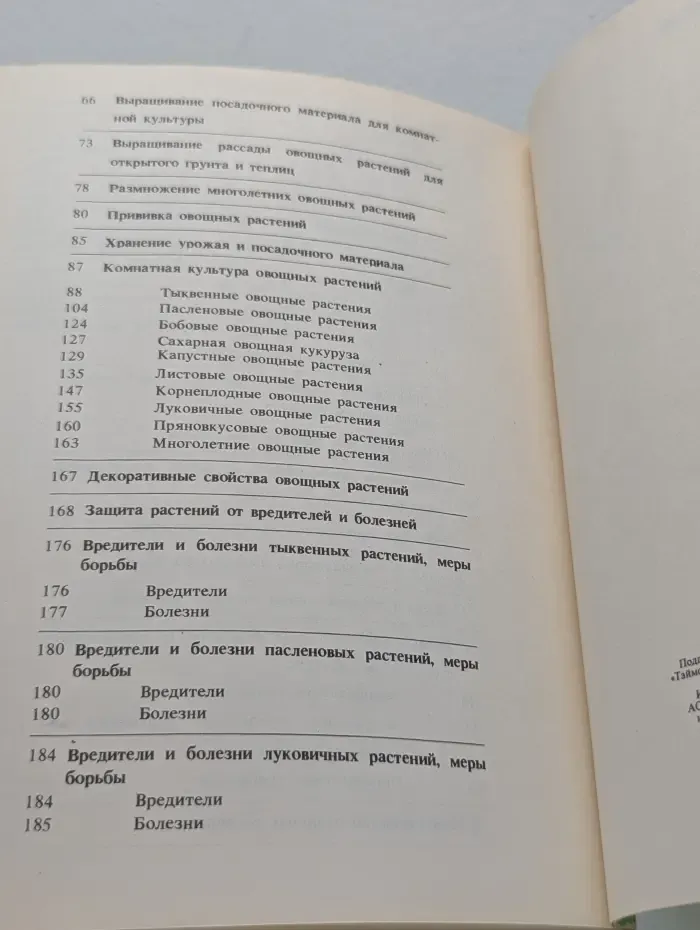 66 Выращивание посадочного материала для комнат-
ной культуры
73 Выращивание рассады овощных растений для
открытого грунта и теплиц
78 Размножение многолетних овощных растений
80 Прививка овощных растений
85 Хранение урожая и посадочного материала
87 Комнатная культура овощных растений
88 Тыквенные овощные растения
104 Пасленовые овощные растения
124 Бобовые овощные растения
127 Сахарная овощная кукуруза
129 Капустные овощные растения
135 Листовые овощные растения
147 Корнеплодные овощные растения
155 Луковичные овощные растения
160 Пряновкусовые овощные растения
163 Многолетние овощные растения
167 Декоративные свойства овощных растений
168 Защита растений от вредителей и болезней
176 Вредители и болезни тыквенных растений, меры
борьбы
176 Вредители
177 Болезни
180 Вредители и болезни пасленовых растений, меры
борьбы
180 Вредители
180 Болезни
184 Вредители и болезни луковичных растений, меры
борьбы
184 Вредители
185 Болезни